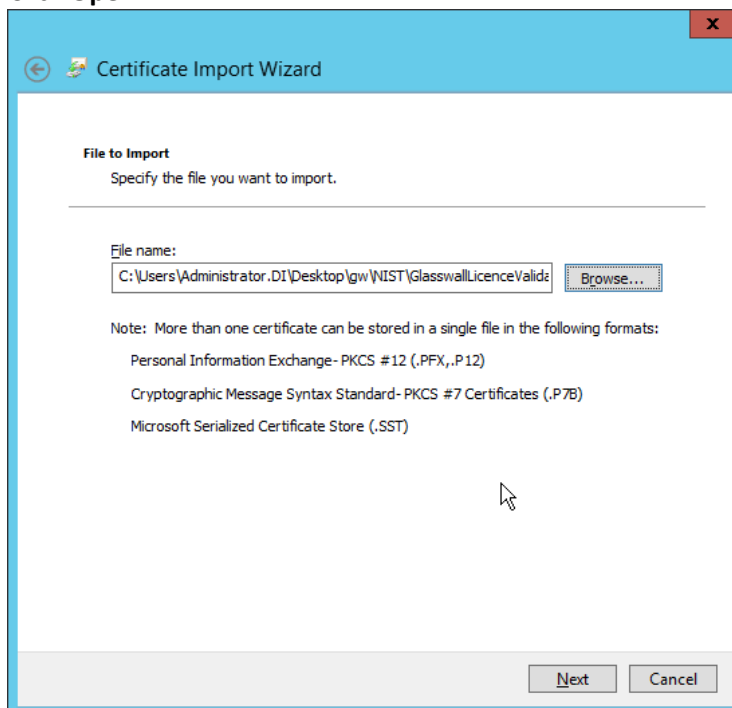 Certificate Import Wizard
File to Import
Specify the file you want to import.
File name:
C:\Users\Administrator.DI\Desktop\gw\NIST\GlasswallLicenceValida
Browse...
Note: More than one certificate can be stored in a single file in the following formats:
Personal Information Exchange- PKCS #12 (.PFX,.P12)
Cryptographic Message Syntax Standard- PKCS #7 Certificates (.P7B)
Microsoft Serialized Certificate Store (.SST)
Next Cancel